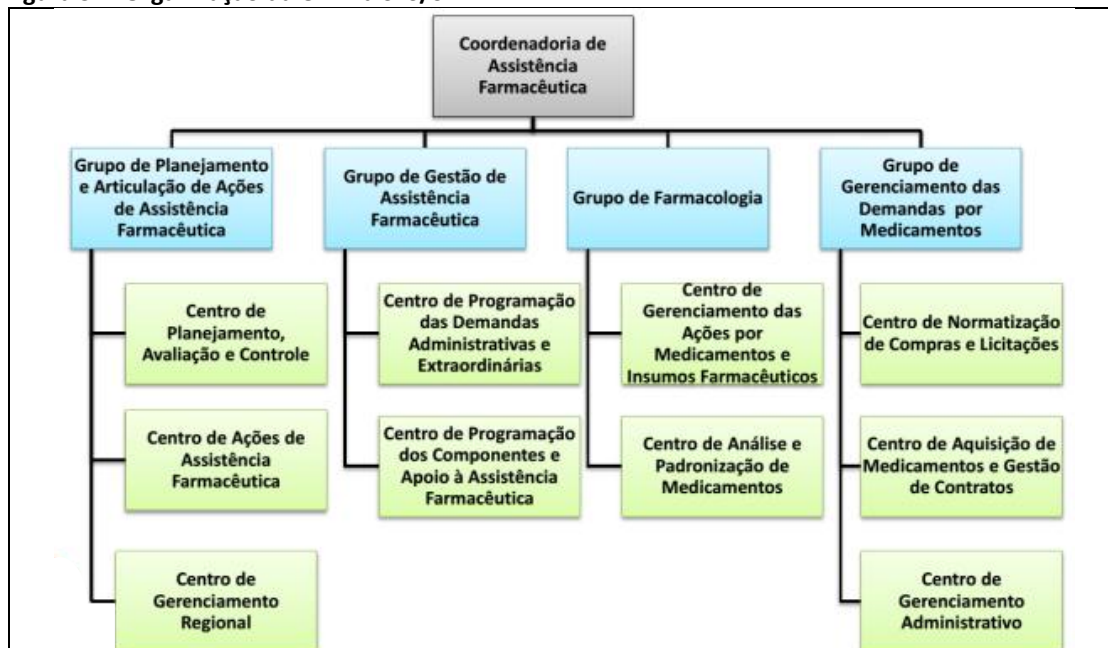 Coordenadoria de
Assistência
Farmacêutica
Grupo de Planejamento
e Articulação de Ações
de Assistência
Farmacêutica
Grupo de Gestão de
Assistência
Farmacêutica
Grupo de Farmacologia
Grupo de
Gerenciamento das
Demandas por
Medicamentos
Centro de
Planejamento,
Avaliação e Controle
Centro de Programação
das Demandas
Administrativas e
Extraordinárias
Centro de
Gerenciamento das
Ações por
Medicamentos e
Insumos Farmacêuticos
Centro de Normatização
de Compras e Licitações
Centro de Ações de
Assistência
Farmacêutica
Centro de Programação
dos Componentes e
Apoio à Assistência
Farmacêutica
Centro de Análise e
Padronização de
Medicamentos
Centro de Aquisição de
Medicamentos e Gestão
de Contratos
Centro de
Gerenciamento
Regional
Centro de
Gerenciamento
Administrativo